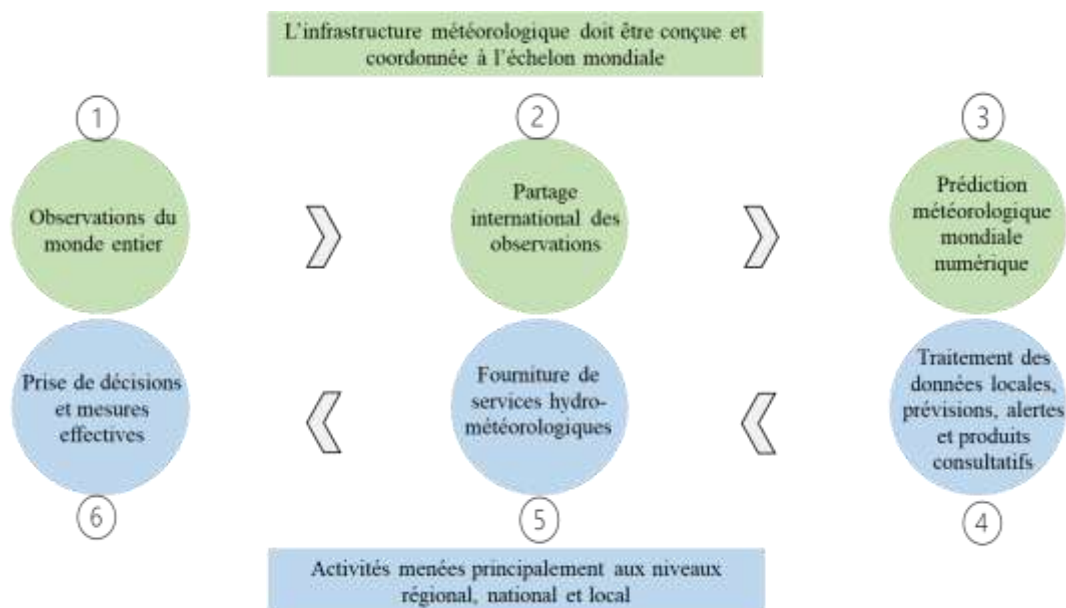 L’infrastructure météorologique doit être conçue et
coordonnée à l’échelon mondiale
1
2
3
Observations du
monde entier
Partage
international des
observations
Prédiction
météorologique
mondiale
numérique
Prise de décisions
et mesures
effectives
Fourniture de
services hydro-
météorologiques
Traitement des
données locales,
prévisions, alertes
et produits
consultatifs
6
5
4
Activités menées principalement aux niveaux
régional, national et local